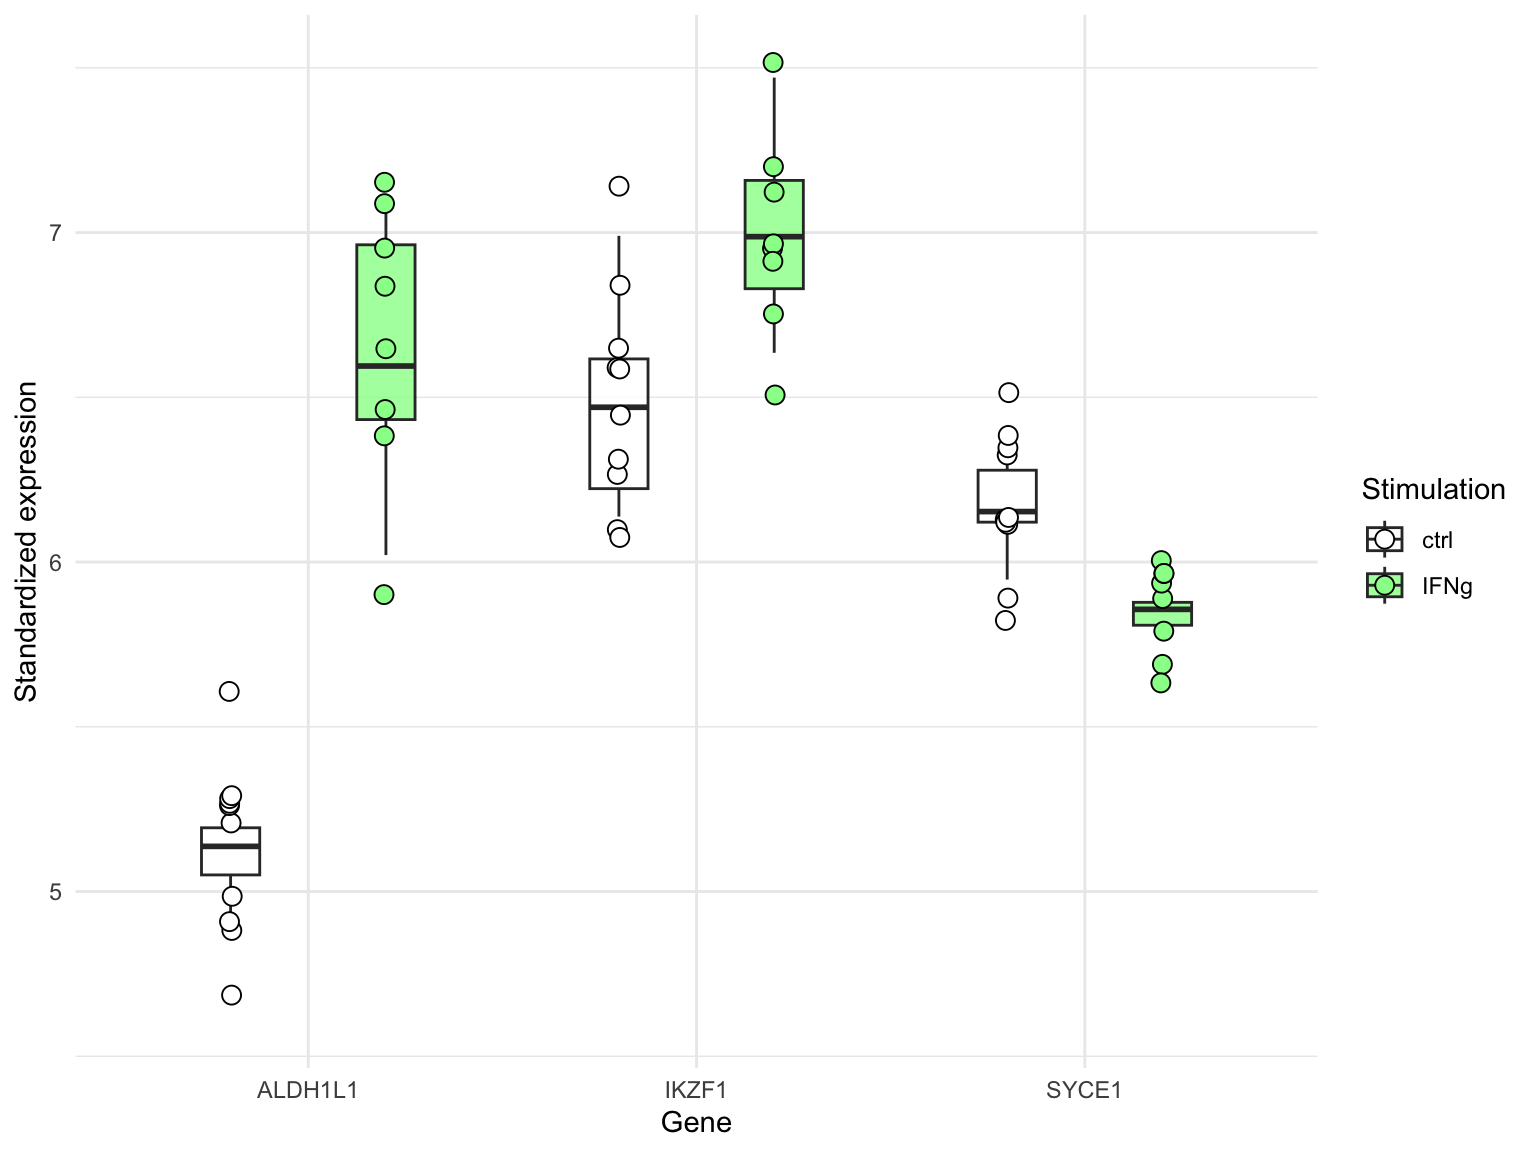 Standardized expression
7
6
5
ALDH1L1
IKZF1
SYCE1
Gene
Stimulation
ctrl
IFNg